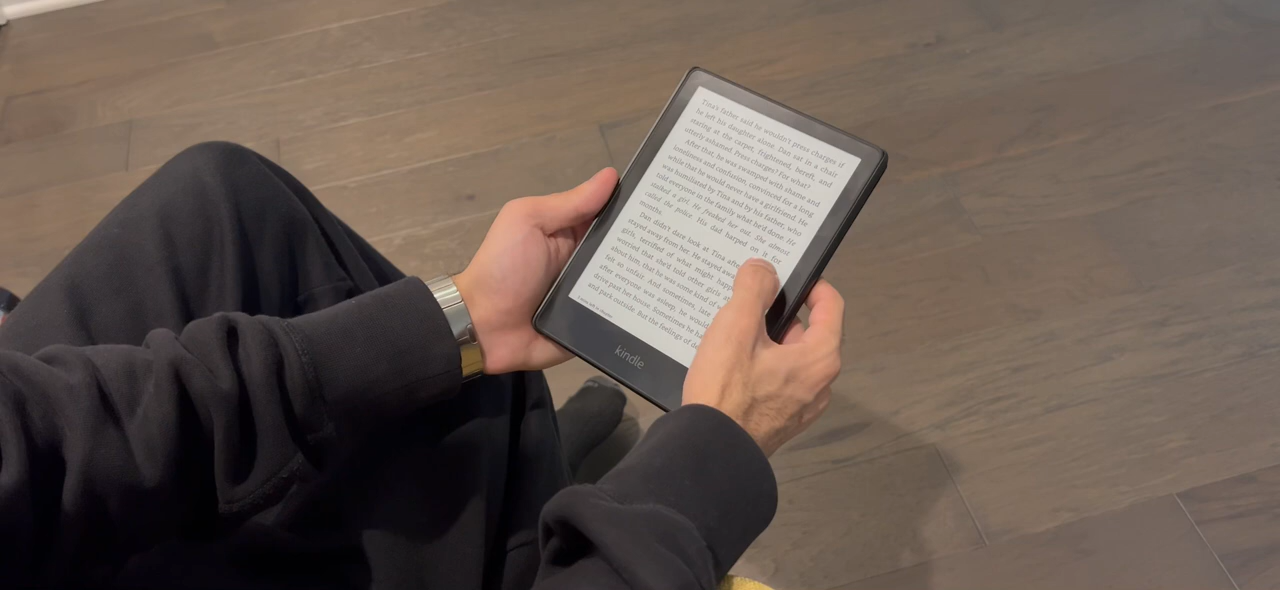 Tina's father said he wouldn't press charges if
he left his daughter alone. Dan sat in a chair
staring at the carpet, frightened, bereft, and
utterly ashamed. Press charges? For what?
After that, he was swamped with shame and
loneliness and confusion, convinced for a long
while that he would never have a girlfriend. He
was humiliated by Tina and by his father, who
told everyone in the family what he'd done. He
stalked a girl. He freaked her out. She almost
called the police. His dad harped on it for
months.
Dan didn't dare look at Tina after
stayed away from her. He stayed away
girls, terrified of what might
worried that she'd told other girls
about him, that he was some kind of
felt so unfair. And sometimes, late
after everyone was asleep, he would
drive past her house. Sometimes he
and park outside. But the feelings of
kindle